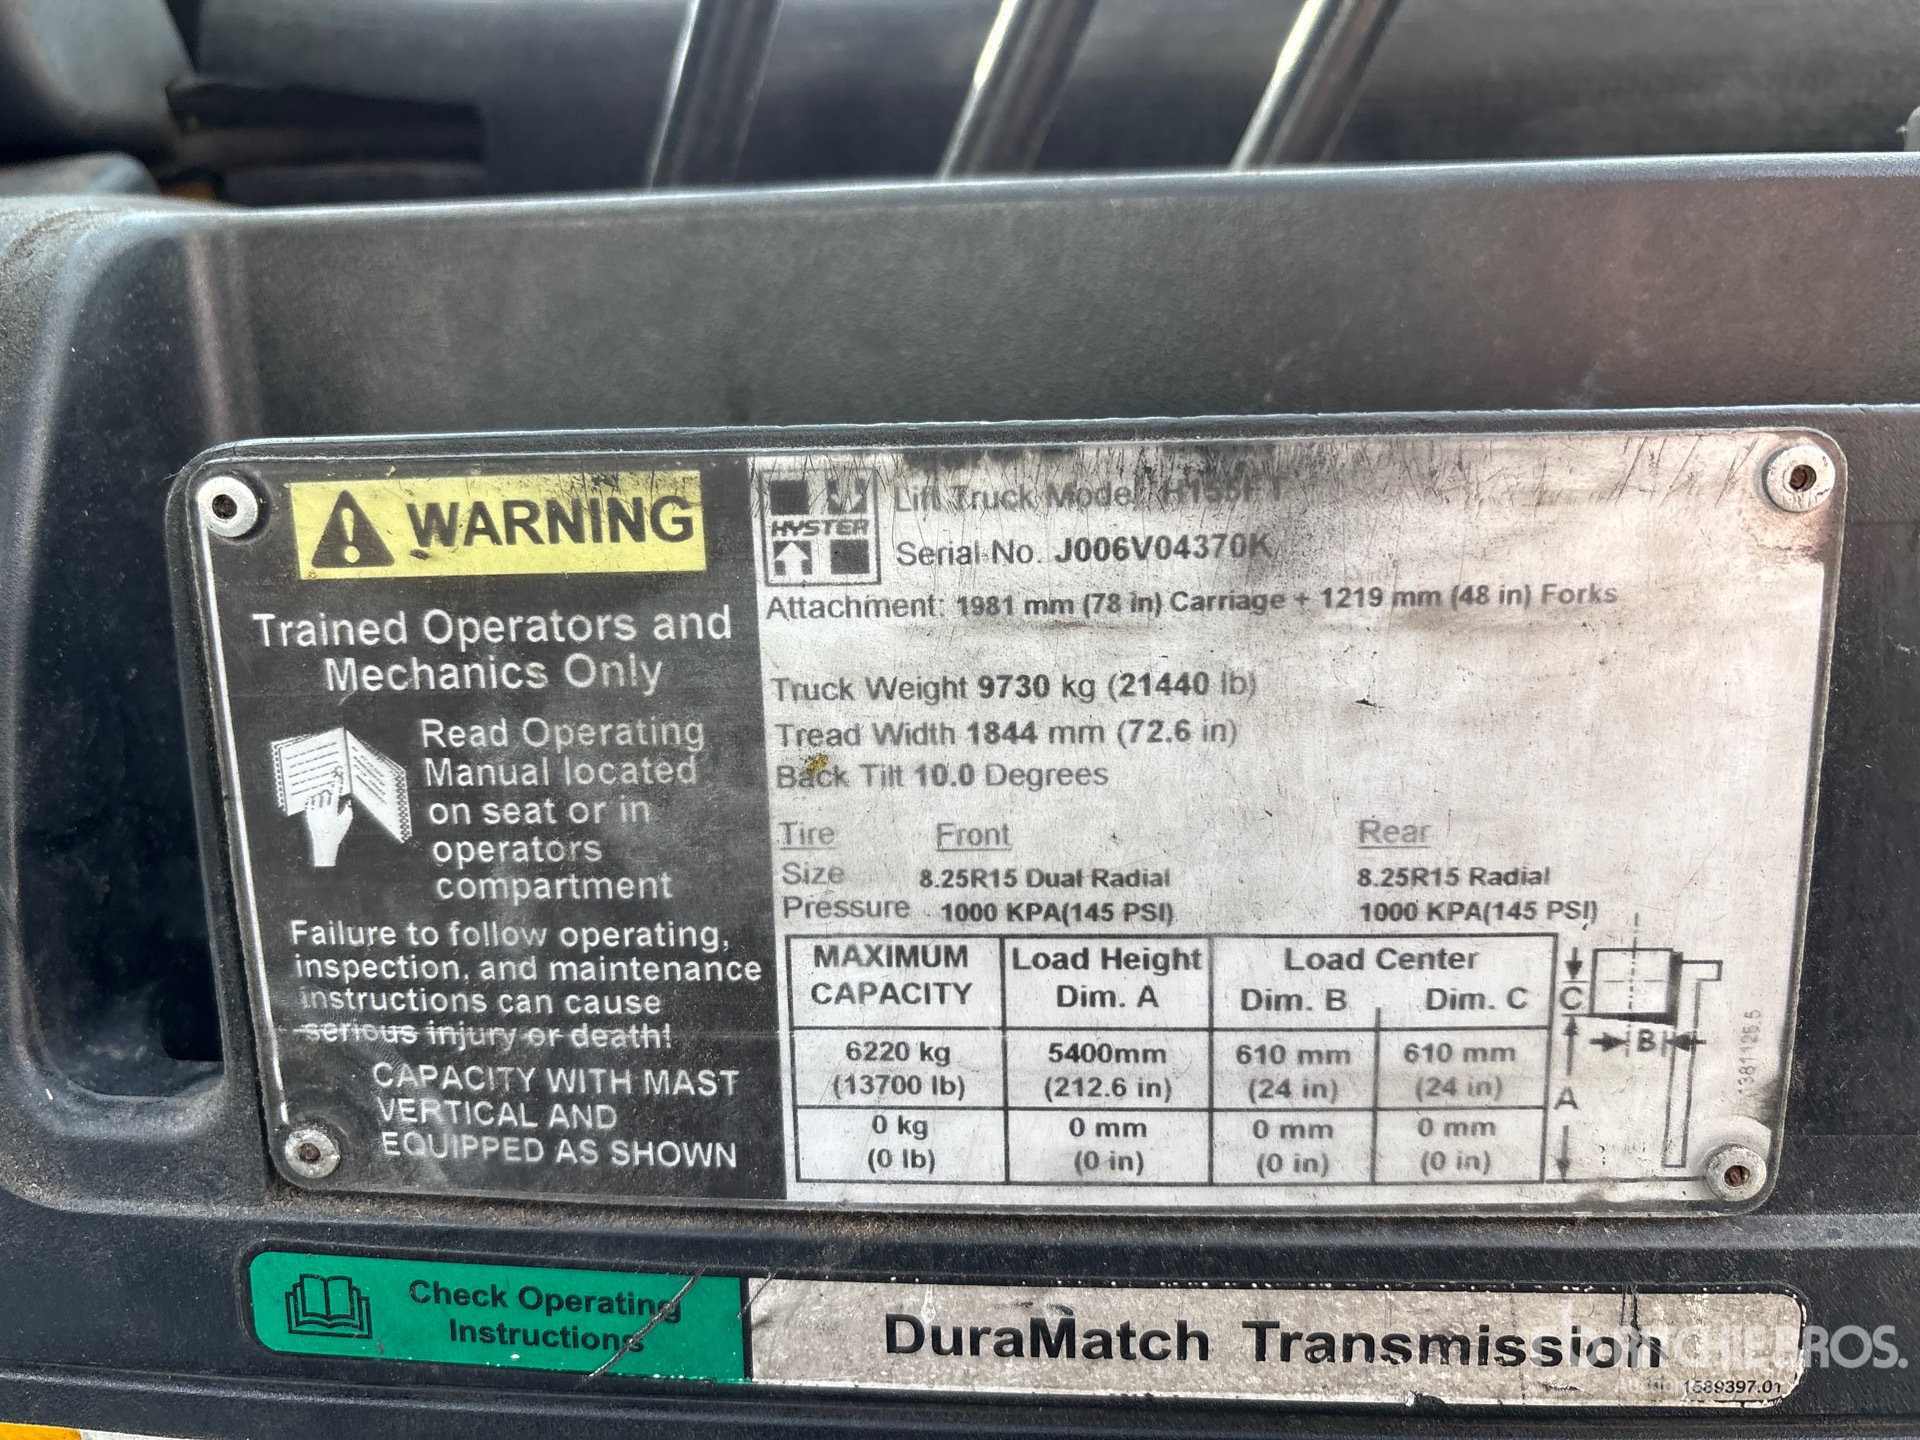 WARNING
Trained Operators and
Mechanics Only
Read Operating
Manual located
on seat or in
operators
compartment
Failure to follow operating,
inspection, and maintenance
instructions can cause
serious injury or death!
CAPACITY WITH MAST
VERTICAL AND
EQUIPPED AS SHOWN
HYSTER
Lift Truck Model H155FT
Serial No. J006V04370K
Attachment: 1981 mm (78 in) Carriage + 1219 mm (48 in) Forks
Truck Weight 9730 kg (21440 lb)
Tread Width 1844 mm (72.6 in)
Back Tilt 10.0 Degrees
Tire Front Rear
Size 8.25R15 Dual Radial 8.25R15 Radial
Pressure 1000 KPA(145 PSI) 1000 KPA(145 PSI)
MAXIMUM Load Height Load Center
CAPACITY Dim. A Dim. B Dim. C
6220 kg 5400mm 610 mm 610 mm
(13700 lb) (212.6 in) (24 in) (24 in)
0 kg 0 mm 0 mm 0 mm
(0 lb) (0 in) (0 in) (0 in)
C
B
A
Check Operating
Instructions
DuraMatch Transmission
1589397.01